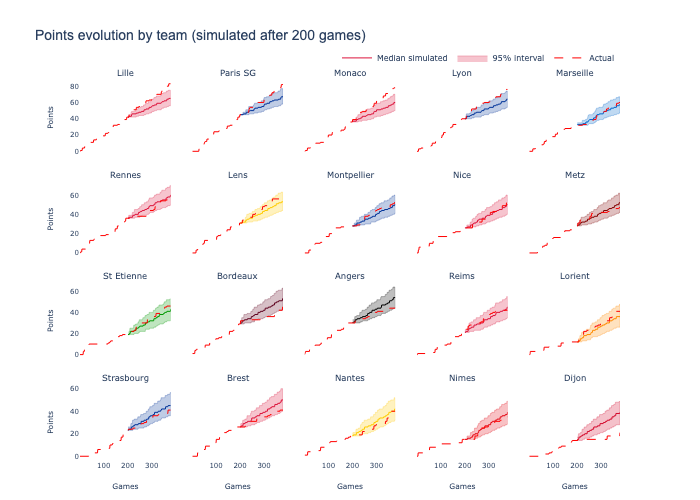 Points evolution by team (simulated after 200 games)
Median simulated 95% interval Actual
Lille Paris SG Monaco Lyon Marseille
80
60
40
20
0
Points
Rennes Lens Montpellier Nice Metz
60
40
20
0
Points
St Etienne Bordeaux Angers Reims Lorient
60
40
20
0
Points
Strasbourg Brest Nantes Nimes Dijon
60
40
20
0
Points
100 200 300 100 200 300 100 200 300 100 200 300 100 200 300
Games Games Games Games Games